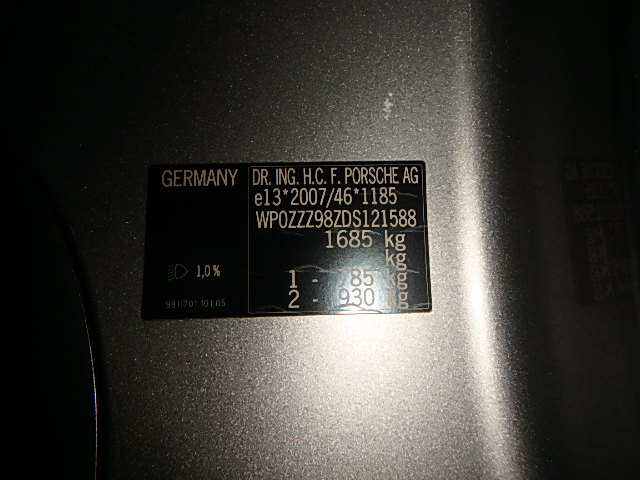 GERMANY
DR. ING. H.C. F. PORSCHE AG
e13*2007/46*1185
WP0ZZZ98ZDS121588
1685 kg
kg
1 - 85 kg
2 - 930 kg
1,0%
981 701 101 05